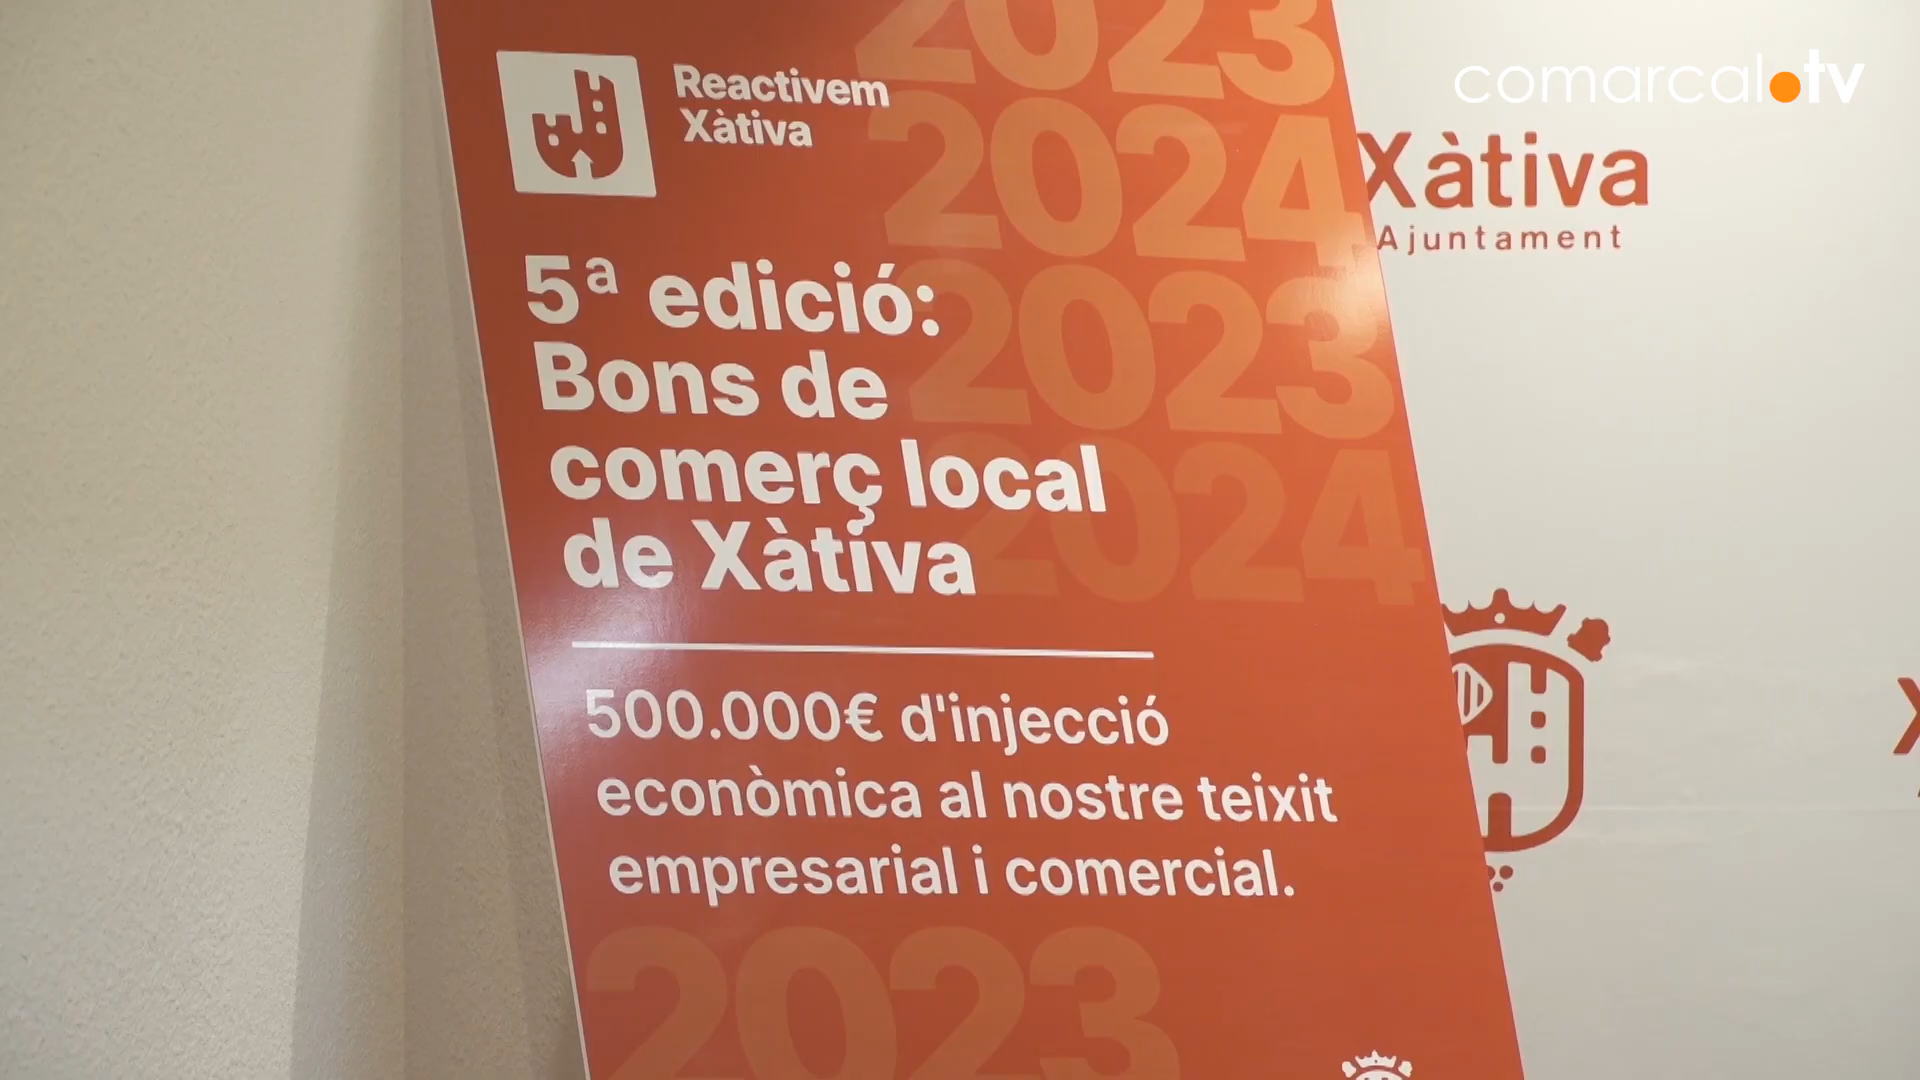 comarcal.tv
2023
2024
2023
2024
Reactivem
Xàtiva
5ª edició:
Bons de
comerç local
de Xàtiva
500.000€ d'injecció
econòmica al nostre teixit
empresarial i comercial.
2023
Xàtiva
Ajuntament